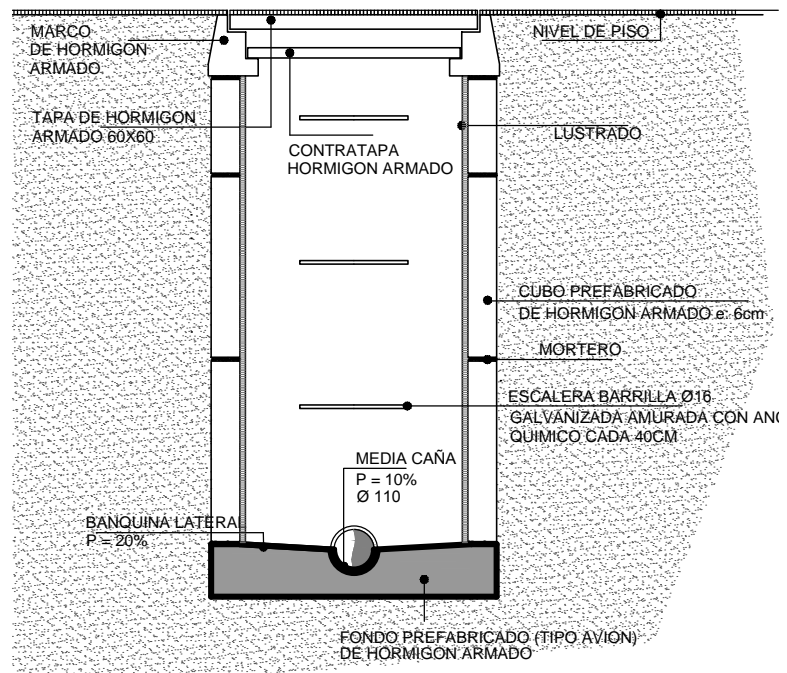 MARCO
DE HORMIGON
ARMADO
NIVEL DE PISO
TAPA DE HORMIGON
ARMADO 60X60
CONTRATAPA
HORMIGON ARMADO
LUSTRADO
CUBO PREFABRICADO
DE HORMIGON ARMADO e: 6cm
MORTERO
ESCALERA BARRILLA Ø16
GALVANIZADA AMURADA CON
QUIMICO CADA 40CM
MEDIA CAÑA
P = 10%
Ø 110
BANQUINA LATERAL
P = 20%
FONDO PREFABRICADO (TIPO AVION)
DE HORMIGON ARMADO